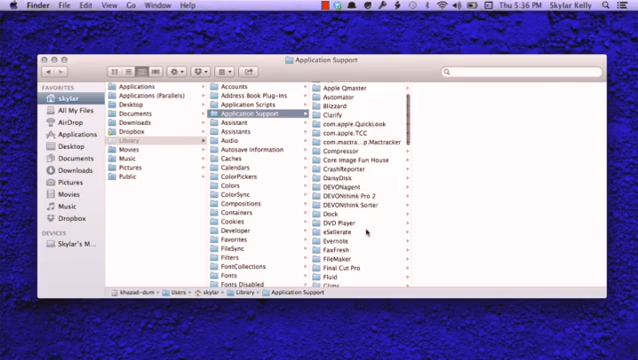 Finder File Edit View Go Window Help Thu 5:36 PM Skylar Kelly
Application Support
FAVORITES
skylar
All My Files
AirDrop
Applications
Desktop
Documents
Downloads
Pictures
Movies
Music
Dropbox
DEVICES
Skylar's M...
Applications
Applications (Parallels)
Desktop
Documents
Downloads
Dropbox
Library
Movies
Music
Pictures
Public
Accounts
Address Book Plug-Ins
Application Scripts
Application Support
Assistant
Assistants
Audio
Autosave Information
Caches
Calendars
ColorPickers
Colors
ColorSync
Compositions
Containers
Cookies
Developer
Favorites
FileSync
Filters
FontCollections
Fonts
Fonts Disabled
Apple Qmaster
Automator
Blizzard
Clarify
com.apple.QuickLook
com.apple.TCC
com.mactra...p.Mactracker
Compressor
Core Image Fun House
CrashReporter
DaisyDisk
DEVONagent
DEVONthink Pro 2
DEVONthink Sorter
Dock
DVD Player
eSellerate
Evernote
FaxFresh
FileMaker
Final Cut Pro
Fluid
khazad-dum Users skylar Library Application Support